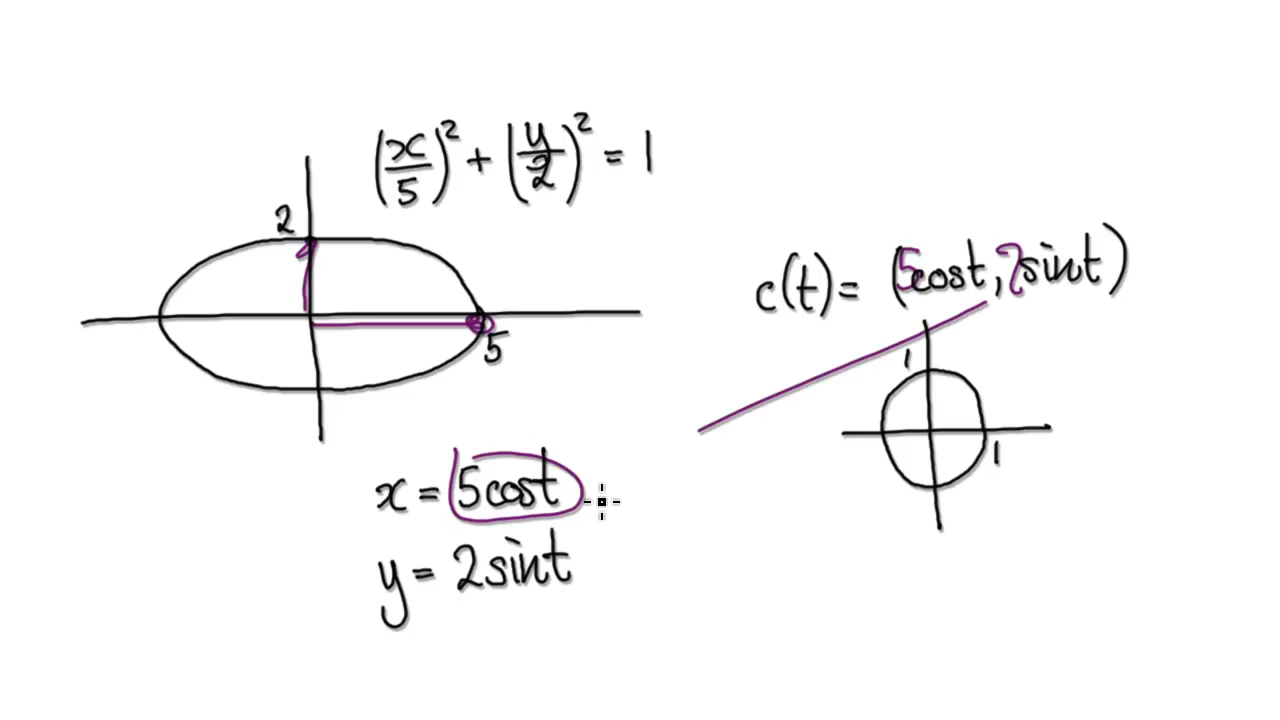 (x/5)² + (y/2)² = 1
2
5
c(t) = (5cost, 2sint)
1
1
x = 5cost
y = 2sint